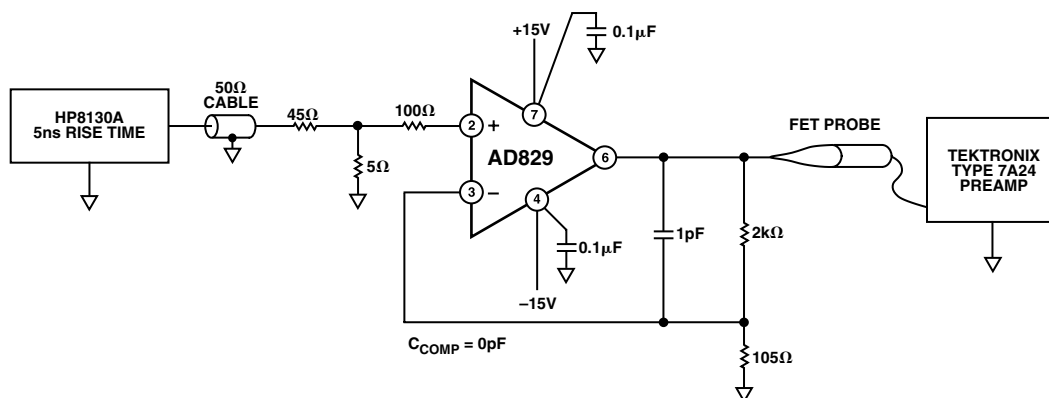 +15V
0.1µF
HP8130A
5ns RISE TIME
50Ω
CABLE
45Ω
5Ω
100Ω
2
+
3
–
AD829
7
4
6
0.1µF
–15V
C_COMP = 0pF
1pF
2kΩ
105Ω
FET PROBE
TEKTRONIX
TYPE 7A24
PREAMP